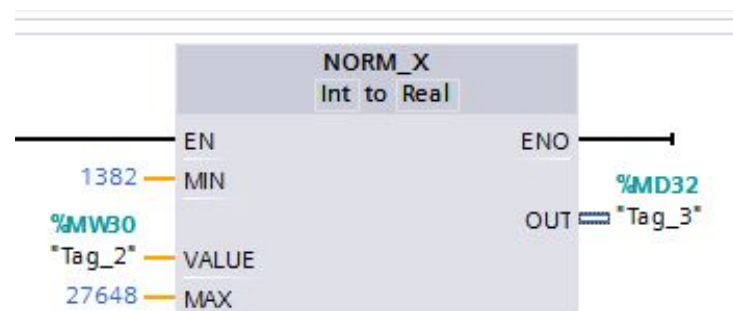 NORM_X
Int to Real
EN ENO
1382 MIN
%MD32
OUT "Tag_3"
%MW30
"Tag_2" VALUE
27648 MAX